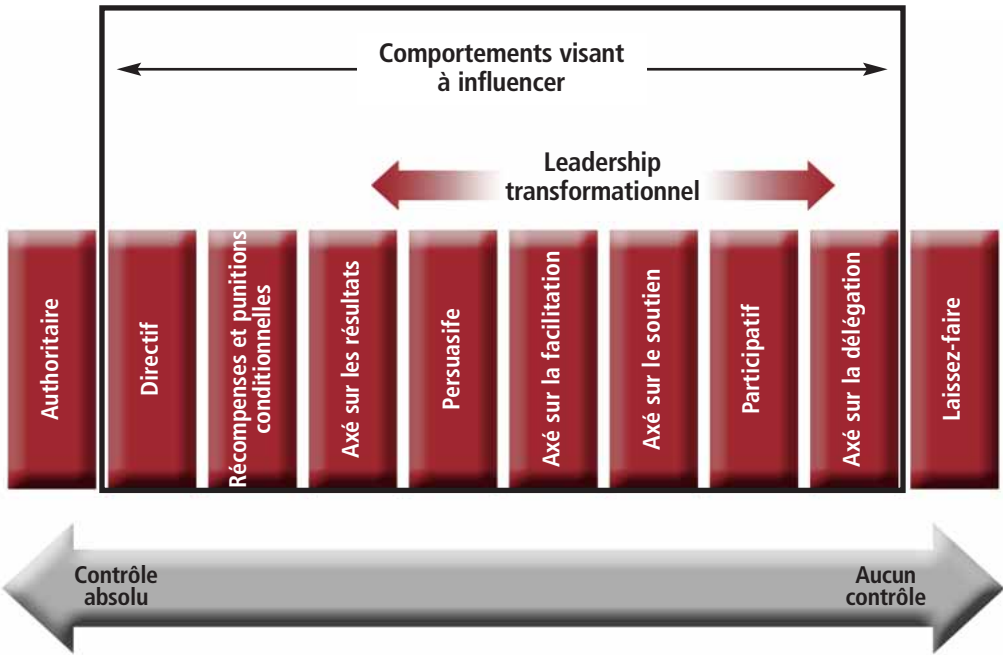 Comportements visant
à influencer
Leadership
transformationnel
Authoritaire
Directif
Récompenses et punitions
conditionnelles
Axé sur les résultats
Persuasife
Axé sur la facilitation
Axé sur le soutien
Participatif
Axé sur la délégation
Laissez-faire
Contrôle
absolu
Aucun
contrôle